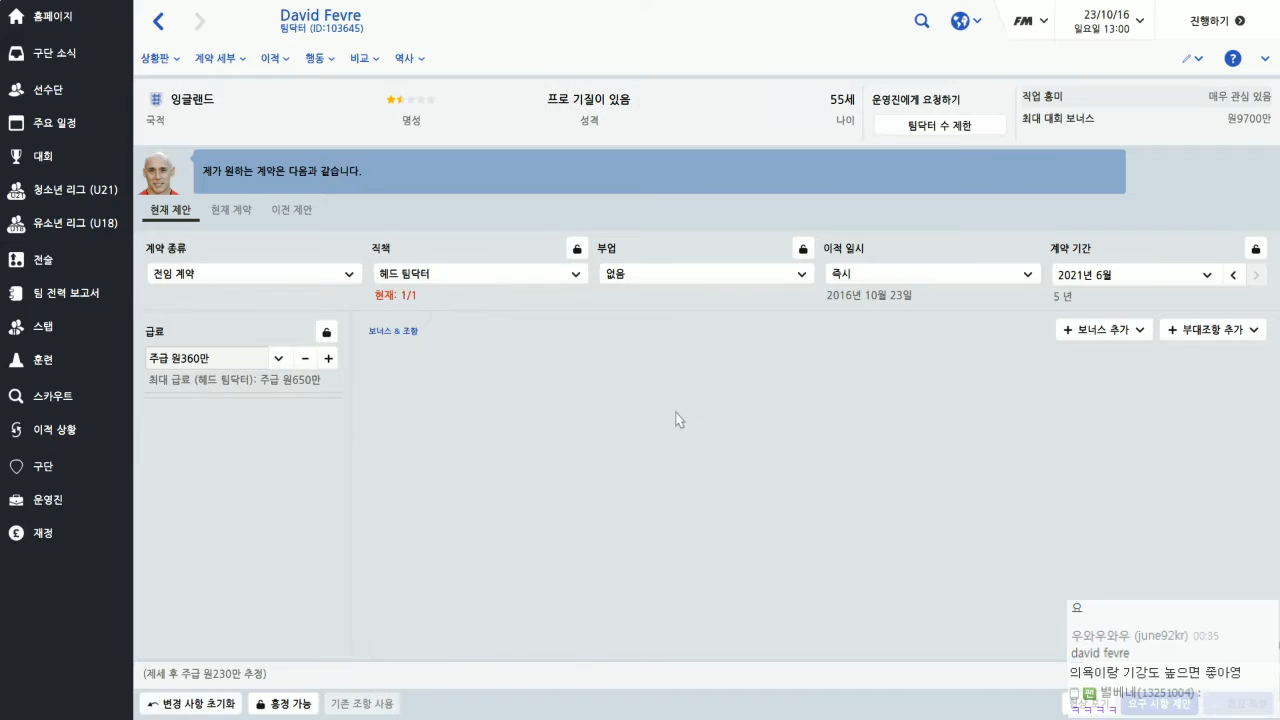 홈페이지
구단 소식
선수단
주요 일정
대회
청소년 리그 (U21)
유소년 리그 (U18)
전술
팀 전력 보고서
스탭
훈련
스카우트
이적 상황
구단
운영진
재정
David Fevre
팀닥터 (ID:103645)
FM
23/10/16
일요일 13:00
진행하기
상황판
계약 세부
이적
행동
비교
역사
잉글랜드
국적
명성
프로 기질이 있음
성격
55세
나이
운영진에게 요청하기
팀닥터 수 제한
직업 흥미 매우 관심 있음
최대 대회 보너스 원9700만
제가 원하는 계약은 다음과 같습니다.
현재 제안 현재 계약 이전 제안
계약 종류
전임 계약
직책
헤드 팀닥터
현재: 1/1
부업
없음
이적 일시
즉시
2016년 10월 23일
계약 기간
2021년 6월
5 년
급료
주급 원360만
최대 급료 (헤드 팀닥터): 주급 원650만
보너스 & 조항
+ 보너스 추가
+ 부대조항 추가
(제세 후 주급 원230만 추정)
변경 사항 초기화
흥정 가능
기존 조항 사용
요
우와우와우 (june92kr) 00:35
david fevre
의욕이랑 기강도 높으면 죻아영
별베네(13251004) :
ㅋㅋㅋㅋ
요구 사항 제안